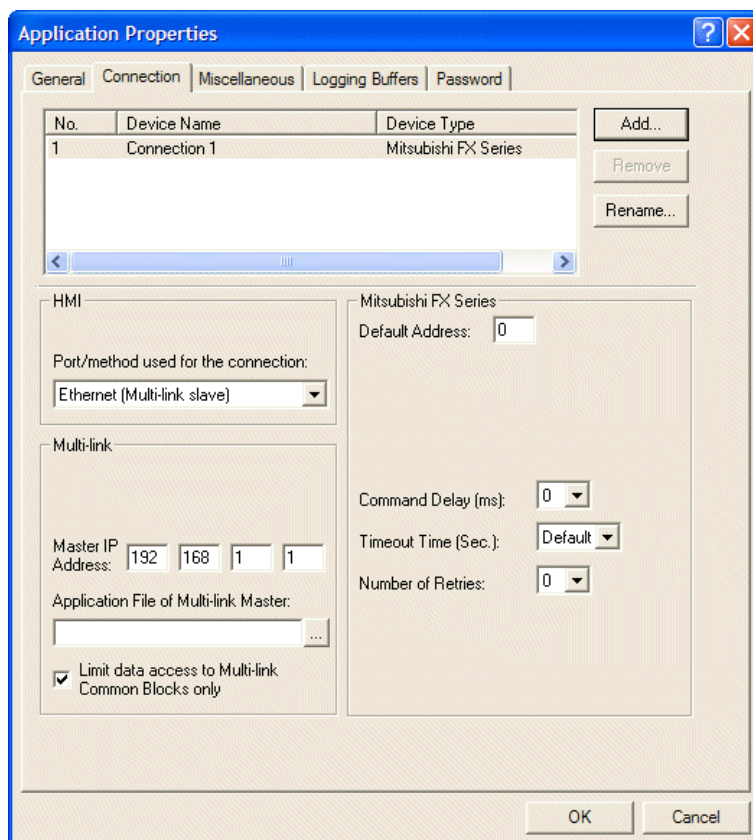 Application Properties
General Connection Miscellaneous Logging Buffers Password
No. Device Name Device Type
1 Connection 1 Mitsubishi FX Series
Add...
Remove
Rename...
HMI
Port/method used for the connection:
Ethernet (Multi-link slave)
Multi-link
Master IP
Address: 192 168 1 1
Application File of Multi-link Master:
...
Limit data access to Multi-link
Common Blocks only
Mitsubishi FX Series
Default Address: 0
Command Delay (ms): 0
Timeout Time (Sec.): Default
Number of Retries: 0
OK Cancel